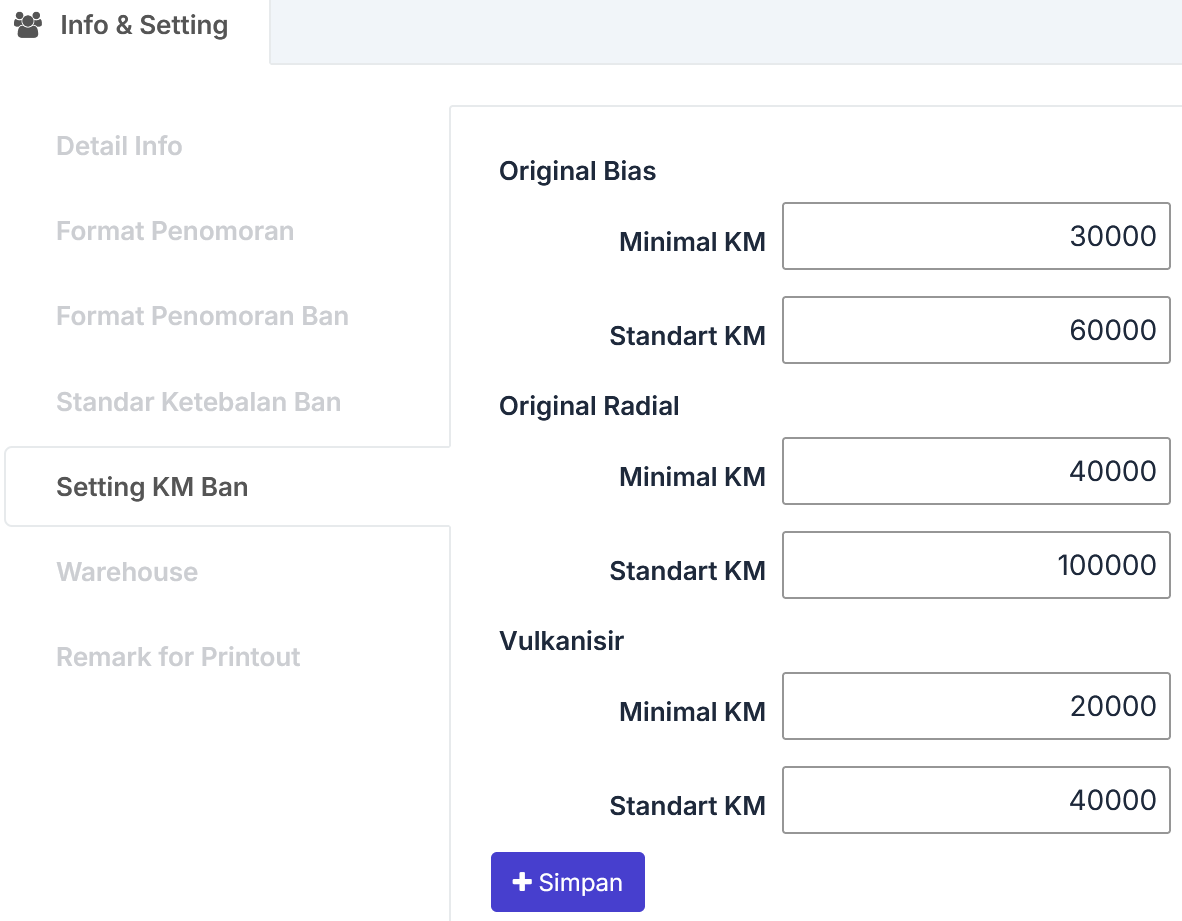 Info & Setting
Detail Info
Format Penomoran
Format Penomoran Ban
Standar Ketebalan Ban
Setting KM Ban
Warehouse
Remark for Printout
Original Bias
Minimal KM 30000
Standart KM 60000
Original Radial
Minimal KM 40000
Standart KM 100000
Vulkanisir
Minimal KM 20000
Standart KM 40000
Simpan